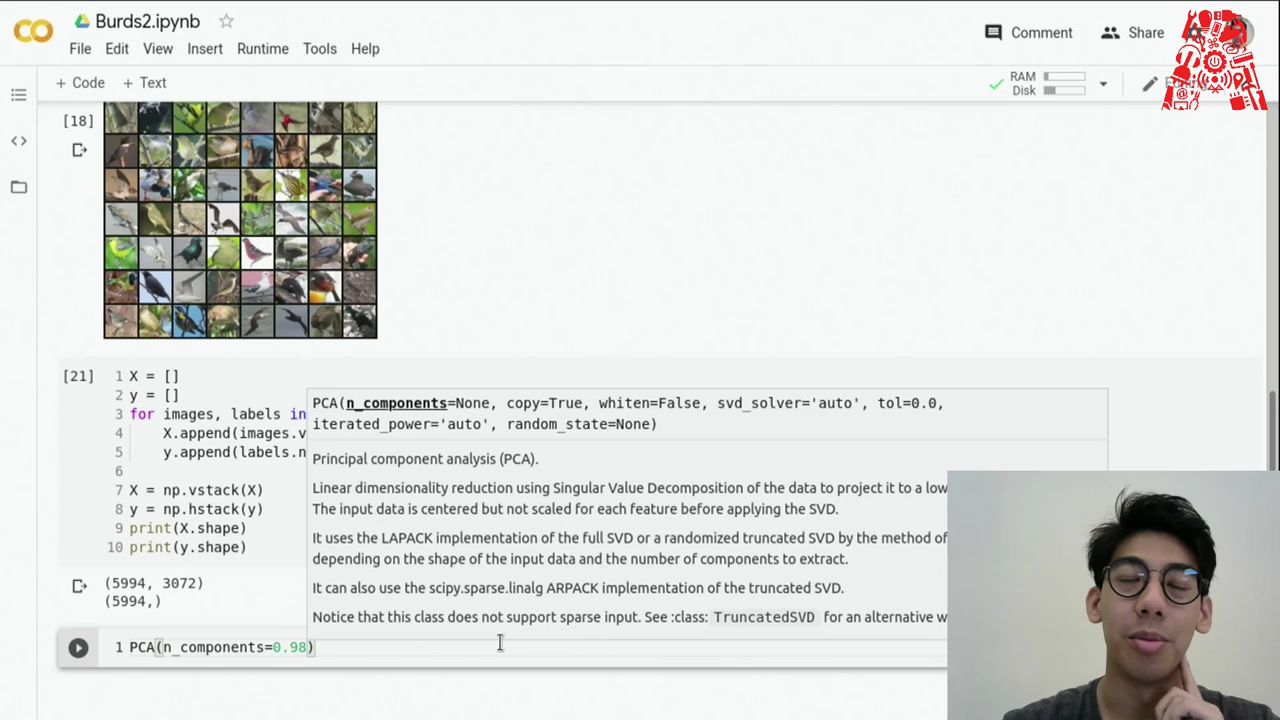 Burds2.ipynb
File Edit View Insert Runtime Tools Help
Comment Share
+ Code + Text
RAM
Disk
[18]
[21]
1 X = []
2 y = []
3 for images, labels in
4 X.append(images.v
5 y.append(labels.n
6
7 X = np.vstack(X)
8 y = np.hstack(y)
9 print(X.shape)
10 print(y.shape)
PCA(n_components=None, copy=True, whiten=False, svd_solver='auto', tol=0.0,
iterated_power='auto', random_state=None)
Principal component analysis (PCA).
Linear dimensionality reduction using Singular Value Decomposition of the data to project it to a low
The input data is centered but not scaled for each feature before applying the SVD.
It uses the LAPACK implementation of the full SVD or a randomized truncated SVD by the method of
depending on the shape of the input data and the number of components to extract.
It can also use the scipy.sparse.linalg ARPACK implementation of the truncated SVD.
Notice that this class does not support sparse input. See :class: TruncatedSVD for an alternative w
(5994, 3072)
(5994,)
1 PCA(n_components=0.98)